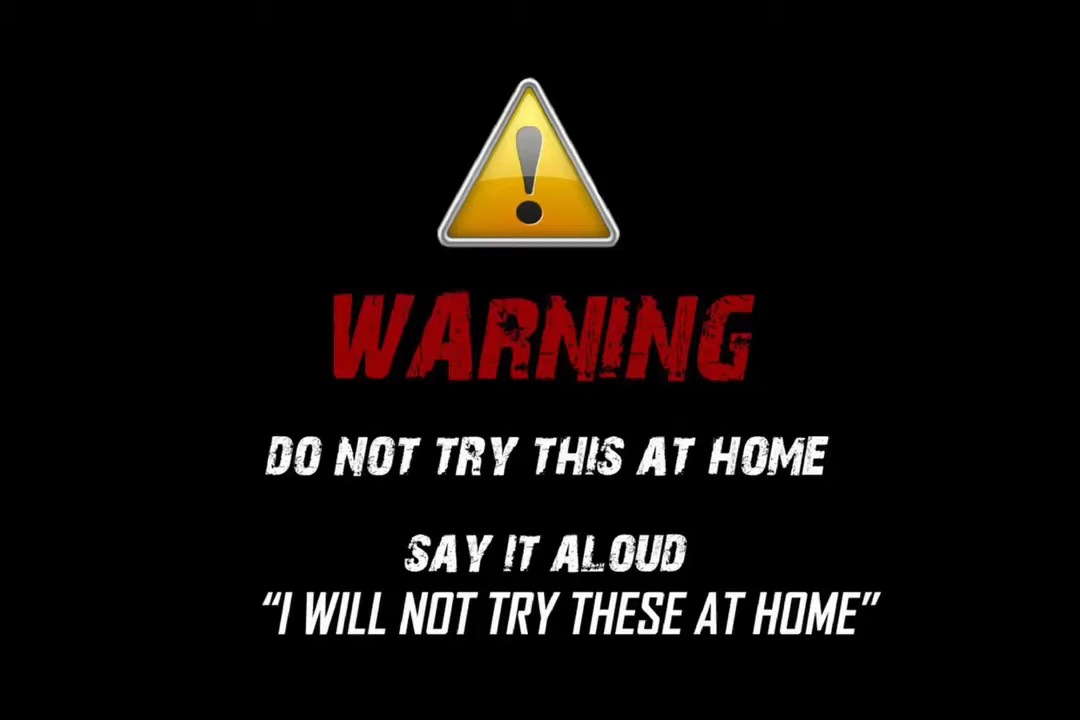 WARNING
DO NOT TRY THIS AT HOME
SAY IT ALOUD
“I WILL NOT TRY THESE AT HOME”